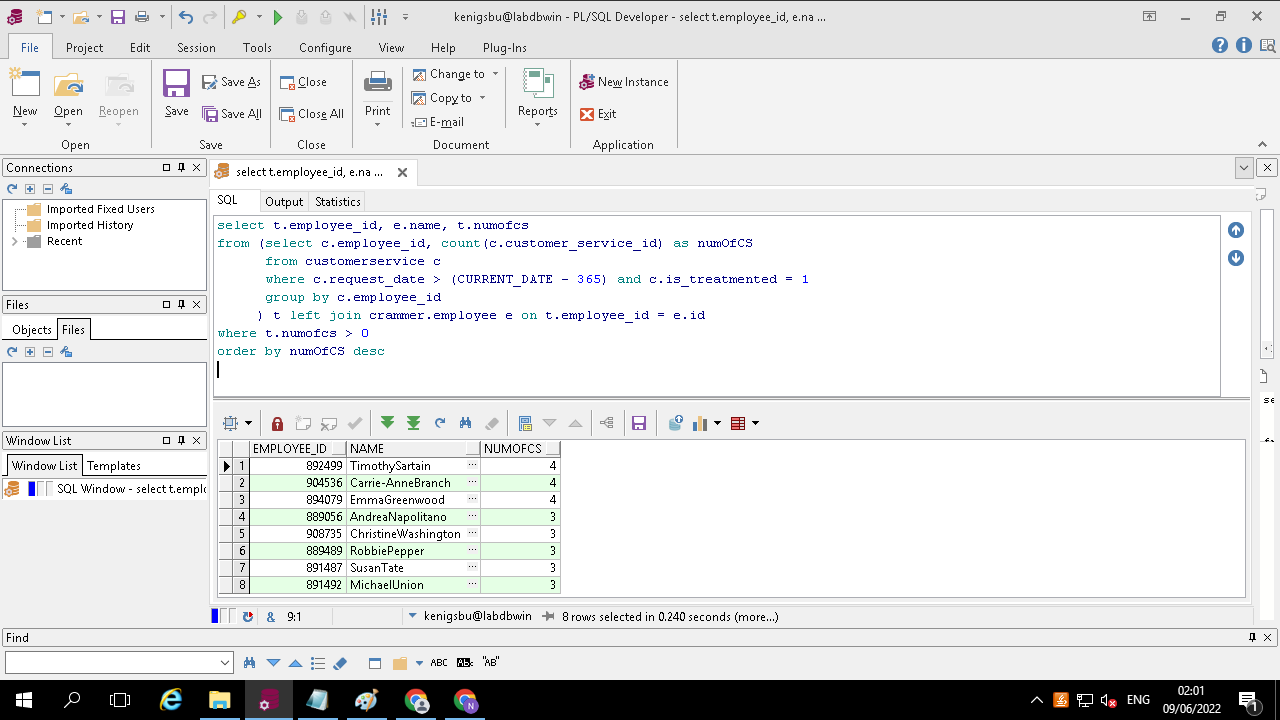 kenigsbu@labdbwin - PL/SQL Developer - select t.employee_id, e.na ...
File Project Edit Session Tools Configure View Help Plug-Ins
New Open Reopen Save Save As Save All Close Close All Print Change to Copy to E-mail Reports New Instance Exit
Open Save Close Document Application
Connections
Imported Fixed Users
Imported History
Recent
Files
Objects Files
Window List
Window List Templates
SQL Window - select t.emplo
select t.employee_id, e.na ...
SQL Output Statistics
select t.employee_id, e.name, t.numofcs
from (select c.employee_id, count(c.customer_service_id) as numOfCS
from customerservice c
where c.request_date > (CURRENT_DATE - 365) and c.is_treatmented = 1
group by c.employee_id
) t left join crammer.employee e on t.employee_id = e.id
where t.numofcs > 0
order by numOfCS desc
EMPLOYEE_ID NAME NUMOFCS
1 892499 TimothySartain ... 4
2 904536 Carrie-AnneBranch ... 4
3 894079 EmmaGreenwood ... 4
4 889056 AndreaNapolitano ... 3
5 908735 ChristineWashington ... 3
6 889489 RobbiePepper ... 3
7 891487 SusanTate ... 3
8 891492 MichaelUnion ... 3
& 9:1 kenigsbu@labdbwin 8 rows selected in 0.240 seconds (more...)
Find
ABC AB "AB"
ENG 02:01
09/06/2022
1